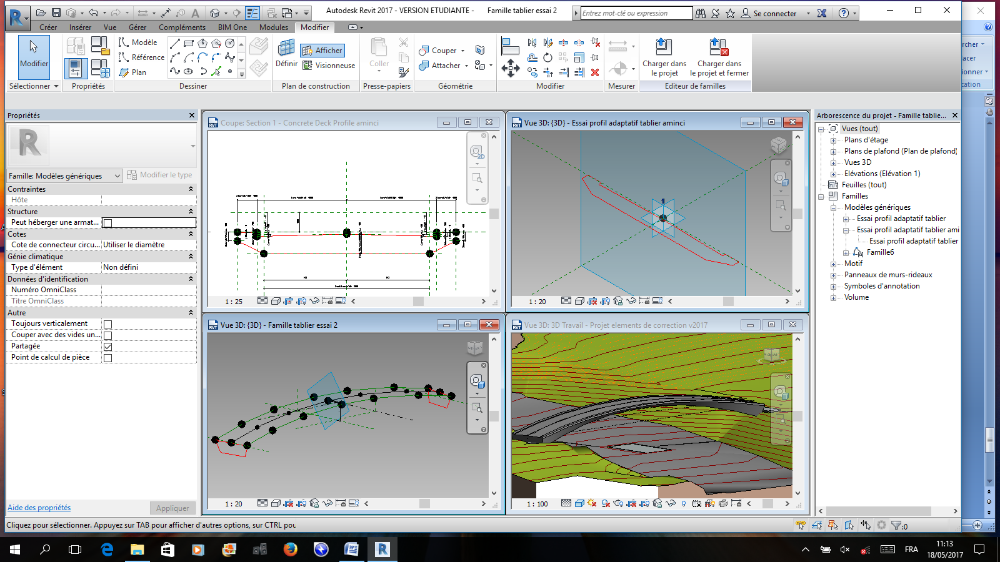 Autodesk Revit 2017 - VERSION ETUDIANTE - Famille tablier essai 2
Entrez mot-clé ou expression
Se connecter
Créer Insérer Vue Gérer Compléments BIM One Modules Modifier
Modifier
Modèle
Référence
Plan
Définir
Afficher
Visionneuse
Coller
Couper
Attacher
Charger dans
le projet
Charger dans
le projet et fermer
Sélectionner Propriétés Dessiner Plan de construction Presse-papiers Géométrie Modifier Mesurer Editeur de familles
Propriétés
R
Famille: Modèles génériques
Modifier le type
Contraintes
Hôte
Structure
Peut héberger une armat...
Cotes
Cote de connecteur circu... Utiliser le diamètre
Génie climatique
Type d'élément Non défini
Données d'identification
Numéro OmniClass
Titre OmniClass
Autre
Toujours verticalement
Couper avec des vides un...
Partagée
Point de calcul de pièce
Aide des propriétés
Appliquer
Coupe: Section 1 - Concrete Deck Profile aminci
2D
1 : 25
Vue 3D: {3D} - Essai profil adaptatif tablier aminci
1
1 : 20
Vue 3D: {3D} - Famille tablier essai 2
1 : 20
Vue 3D: 3D Travail - Projet elements de correction v2017
1 : 100
Arborescence du projet - Famille tablie...
Vues (tout)
Plans d'étage
Plans de plafond (Plan de plafond)
Vues 3D
Elévations (Elévation 1)
Feuilles (tout)
Familles
Modèles génériques
Essai profil adaptatif tablier
Essai profil adaptatif tablier ami
Essai profil adaptatif tablier
Famille6
Motif
Panneaux de murs-rideaux
Symboles d'annotation
Volume
rcher
acer
ionner
cation
Cliquez pour sélectionner. Appuyez sur TAB pour afficher d'autres options, sur CTRL pou
:0
FRA
11:13
18/05/2017